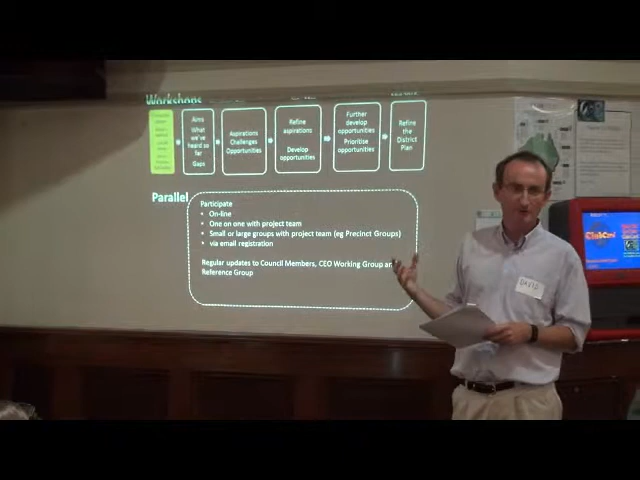 Workshops
Aims
What
we've
heard so
far
Gaps
Aspirations
Challenges
Opportunities
Refine
aspirations
Develop
opportunities
Further
develop
opportunities
Prioritise
opportunities
Refine
the
District
Plan
Parallel
Participate
• On-line
• One on one with project team
• Small or large groups with project team (eg Precinct Groups)
• via email registration
Regular updates to Council Members, CEO Working Group an
Reference Group
DAVID